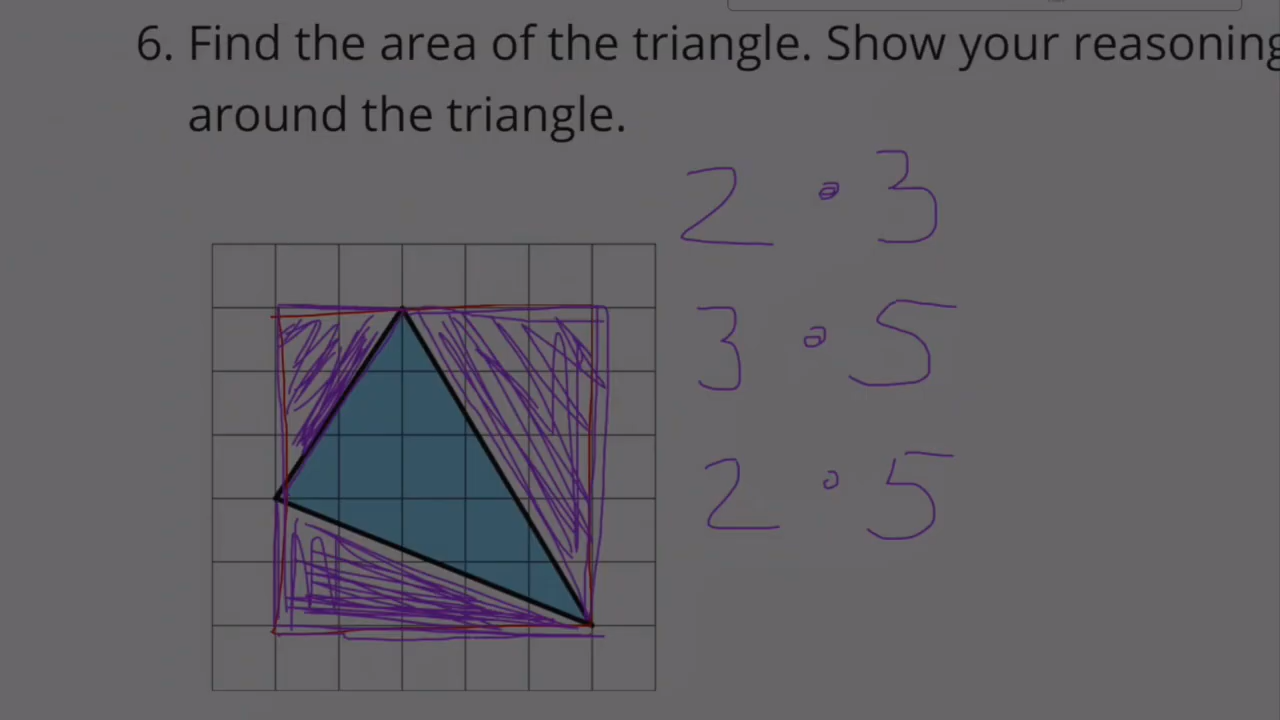 6. Find the area of the triangle. Show your reasoning
around the triangle.
2 · 3
3 · 5
2 · 5